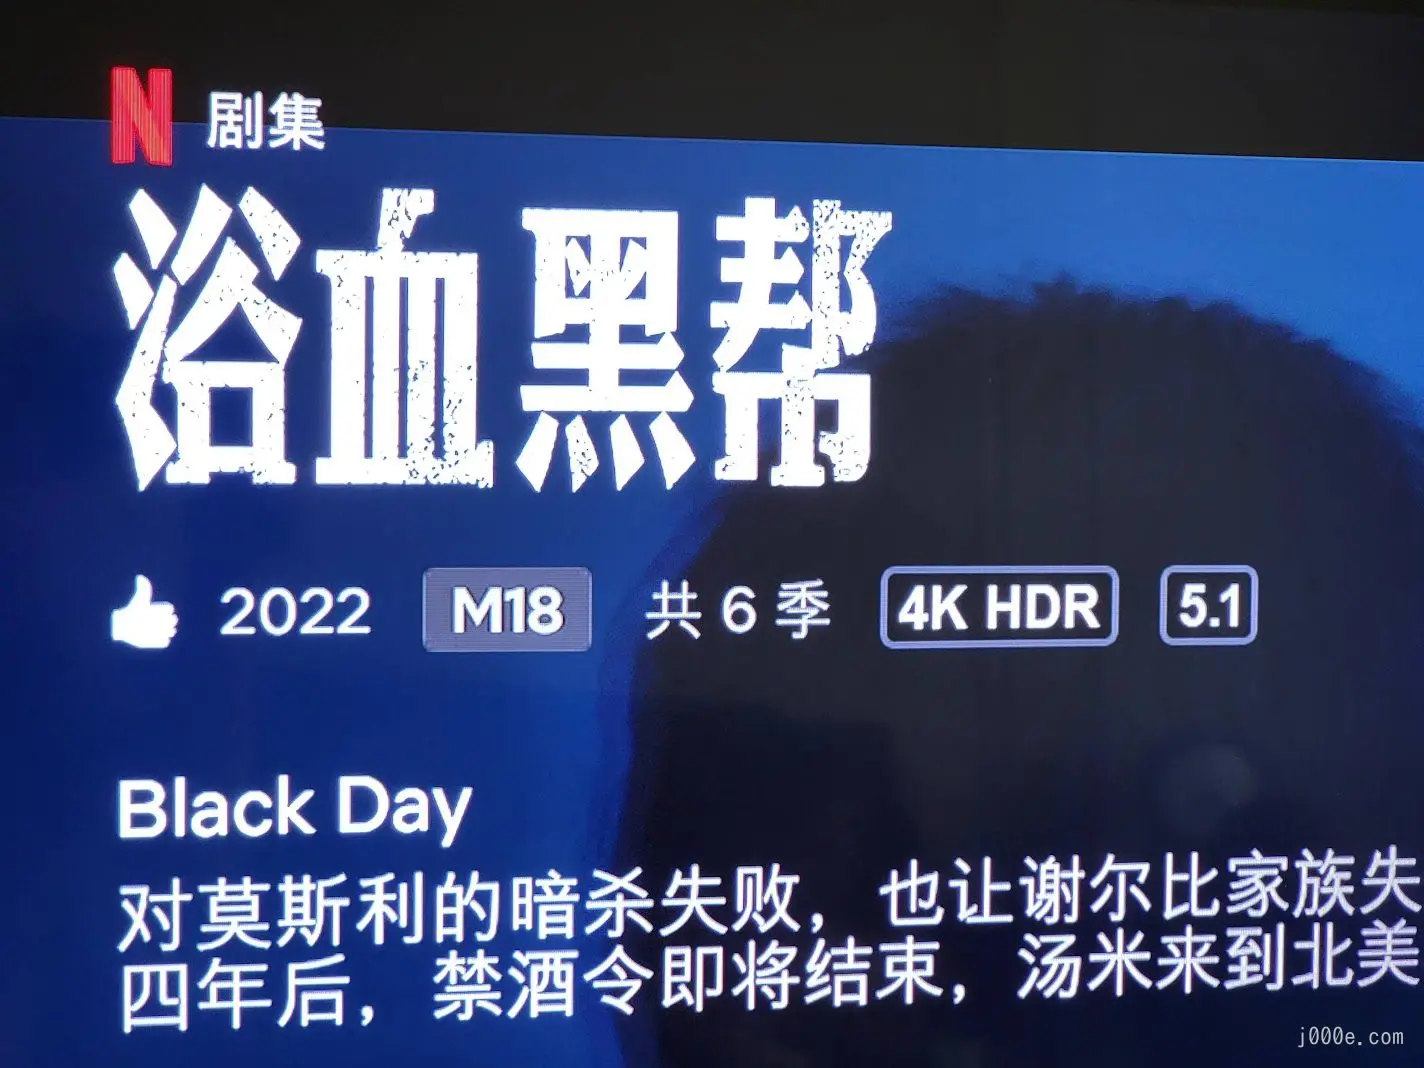 N 剧集
浴血黑帮
2022 M18 共 6 季 4K HDR 5.1
Black Day
对莫斯利的暗杀失败，也让谢尔比家族失
四年后，禁酒令即将结束，汤米来到北美
j000e.com